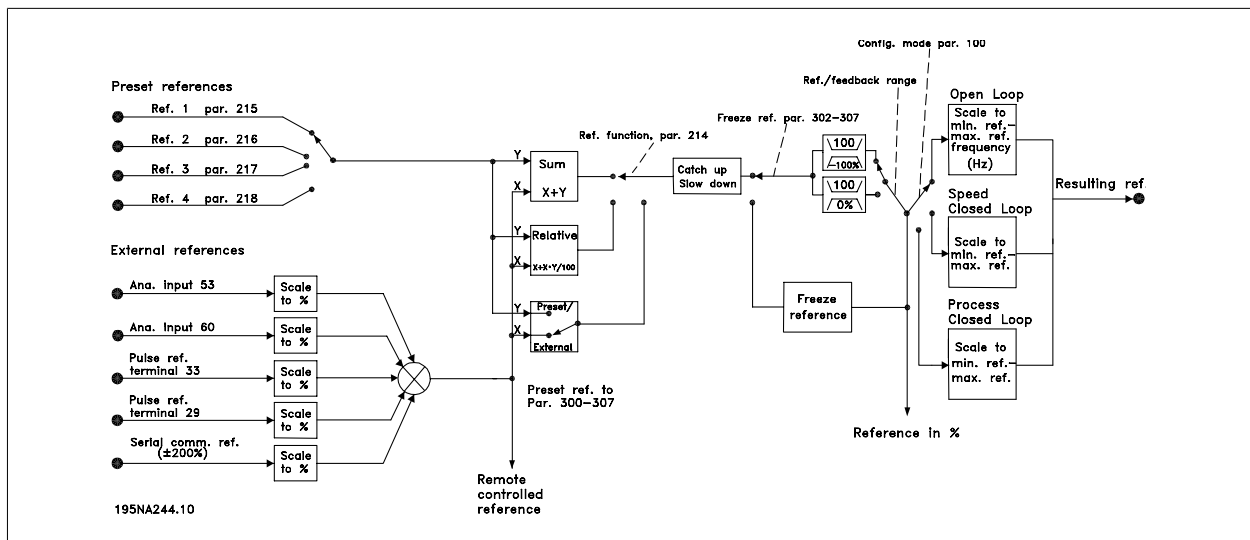 Config. mode par. 100
Ref./feedback range
Preset references
Ref. 1 par. 215
Ref. 2 par. 216
Ref. 3 par. 217
Ref. 4 par. 218
Freeze ref. par. 302-307
Ref. function, par. 214
Open Loop
Scale to
min. ref.-
max. ref.
frequency
(Hz)
Y
X
Sum
X+Y
Catch up
Slow down
100
-100%
100
0%
Resulting ref.
External references
Y
X
Relative
X+X*Y/100
Speed
Closed Loop
Scale to
min. ref.-
max. ref.
Ana. input 53
Scale
to %
Ana. input 60
Scale
to %
Y
X
Preset/
External
Freeze
reference
Process
Closed Loop
Scale to
min. ref.-
max. ref.
Pulse ref.
terminal 33
Scale
to %
Preset ref. to
Par. 300-307
Pulse ref.
terminal 29
Scale
to %
Reference in %
Serial comm. ref.
(±200%)
Scale
to %
Remote
controlled
reference
195NA244.10